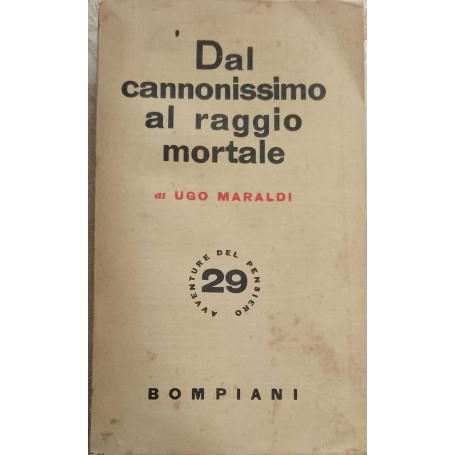 Dal
cannonissimo
al raggio
mortale
di UGO MARALDI
AVVENTURE DEL PENSIERO
29
BOMPIANI